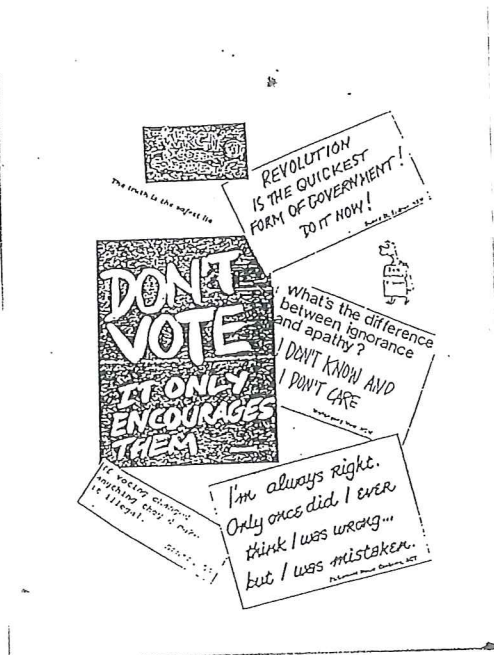 The truth is the safest lie
REVOLUTION
IS THE QUICKEST
FORM OF GOVERNMENT!
DO IT NOW!
DON'T
VOTE
IT ONLY
ENCOURAGES
THEM
What's the difference
between ignorance
and apathy?
I DON'T KNOW AND
I DON'T CARE
If voting changed
anything they'd make
it illegal.
I'm always right.
Only once did I ever
think I was wrong...
but I was mistaken.